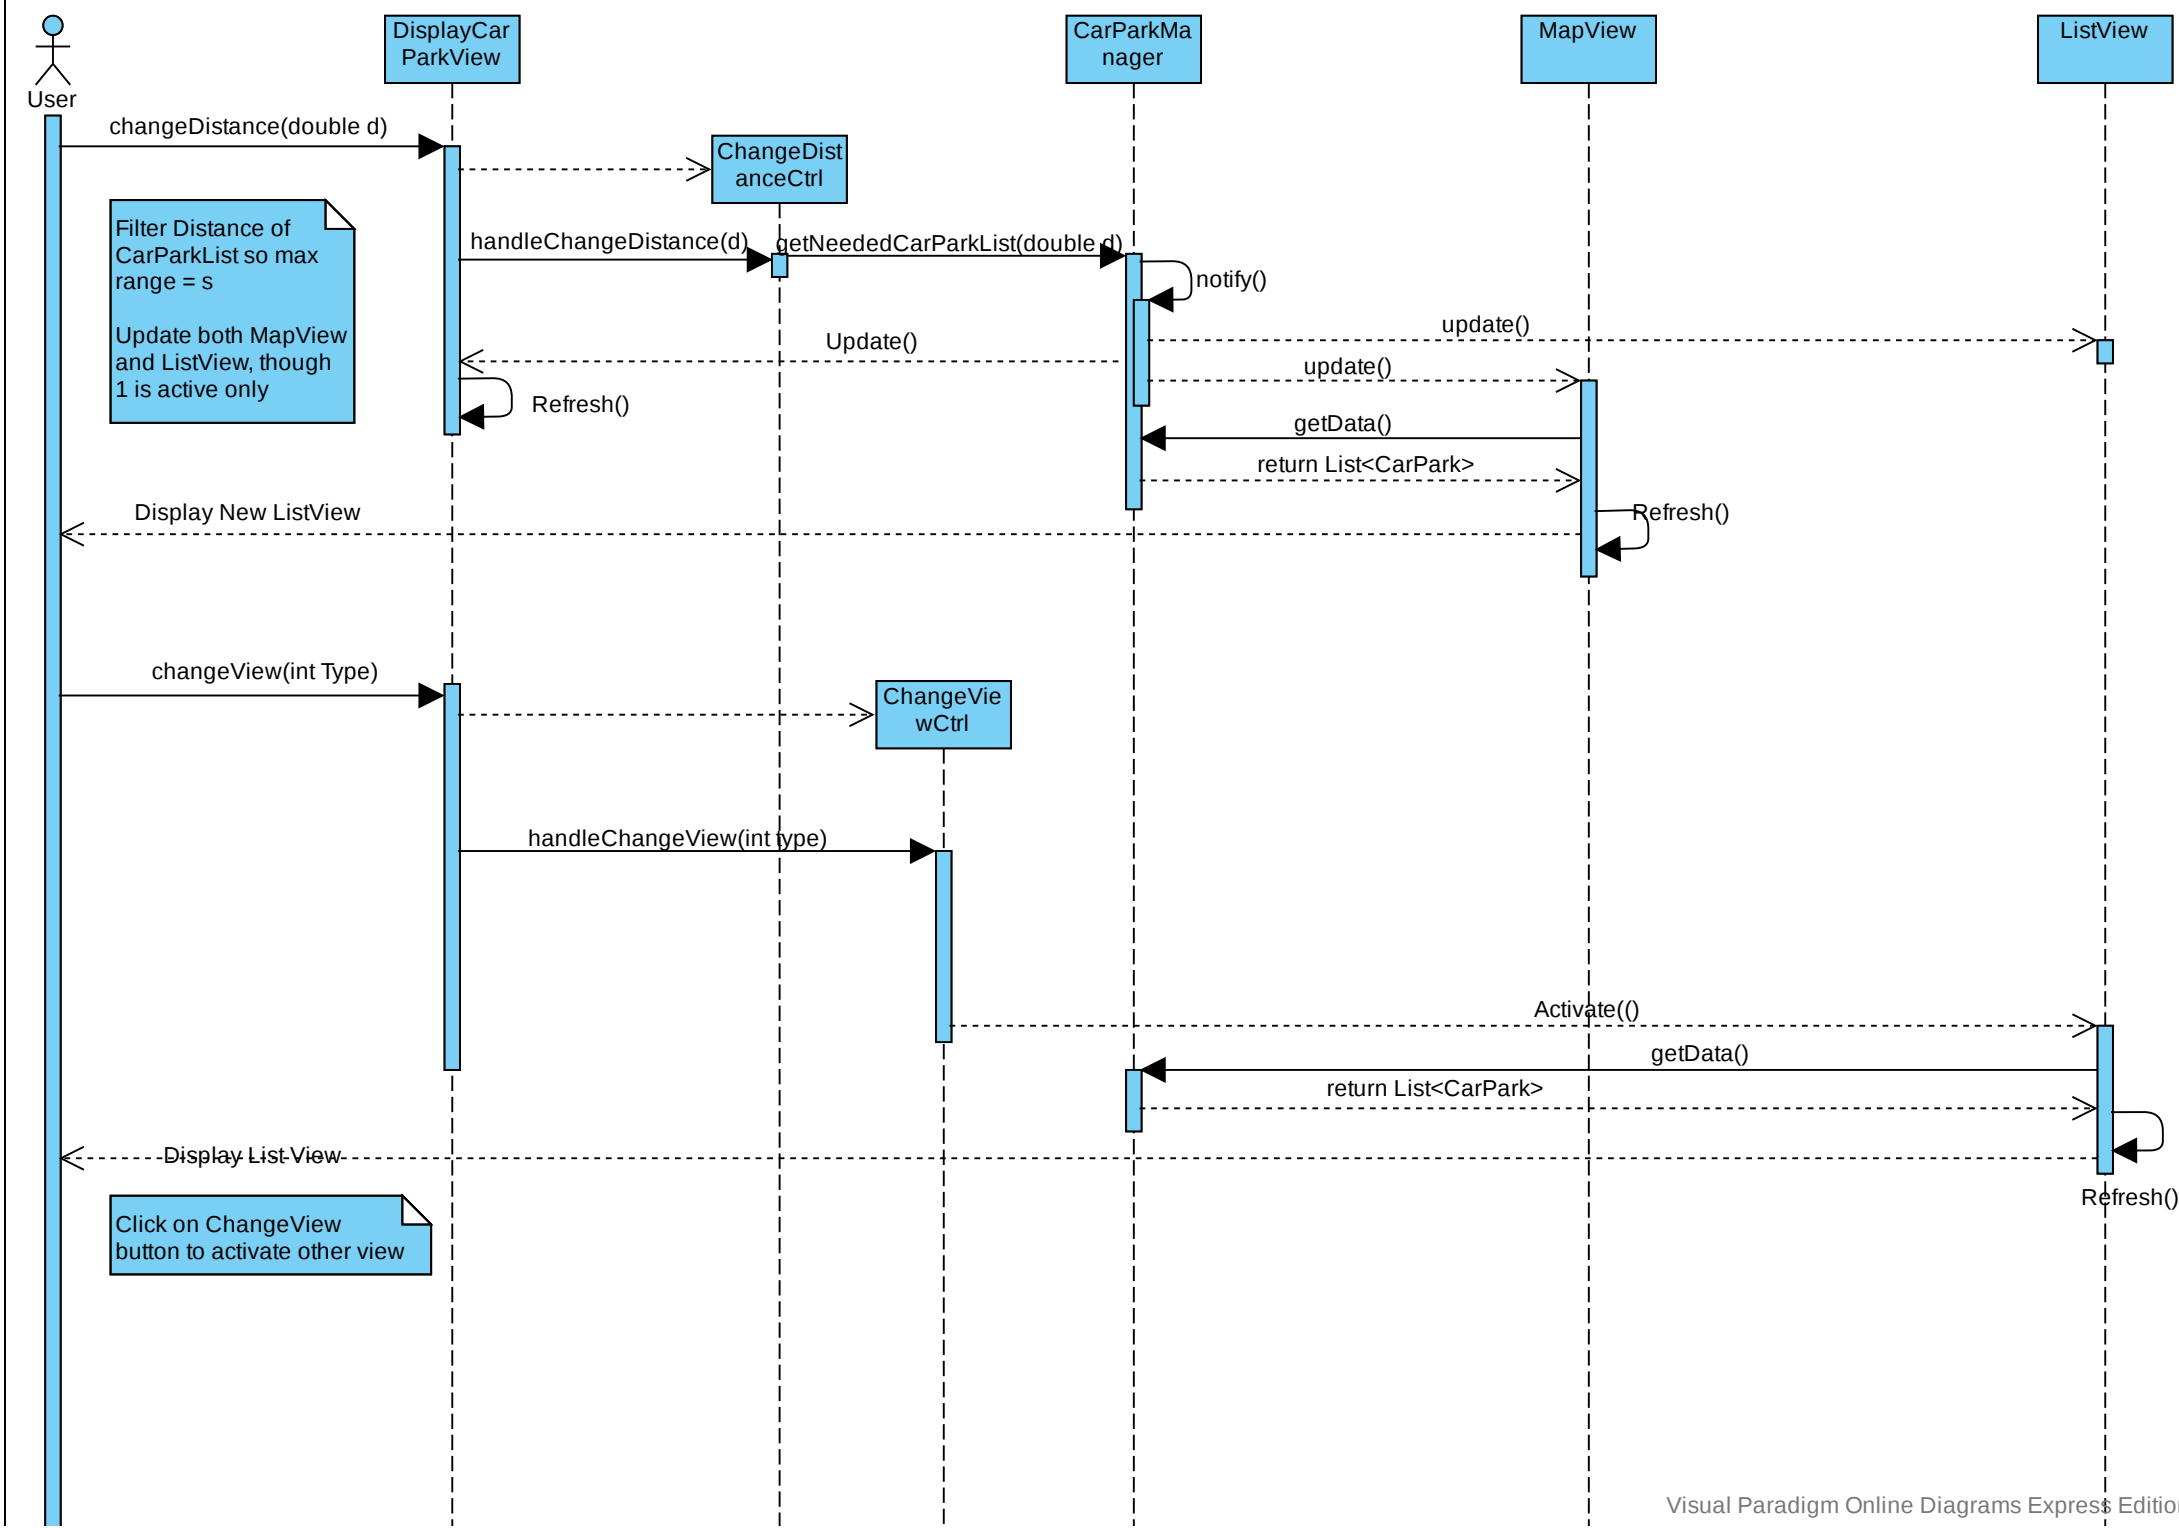 DisplayCar
ParkView
CarParkMa
nager
MapView
ListView
User
changeDistance(double d)
ChangeDist
anceCtrl
Filter Distance of
CarParkList so max
range = s
Update both MapView
and ListView, though
1 is active only
handleChangeDistance(d)
getNeededCarParkList(double d)
notify()
update()
Update()
update()
Refresh()
getData()
return List<CarPark>
Display New ListView
Refresh()
changeView(int Type)
ChangeVie
wCtrl
handleChangeView(int type)
Activate(()
getData()
return List<CarPark>
Display List View
Refresh()
Click on ChangeView
button to activate other view
Visual Paradigm Online Diagrams Express Edition